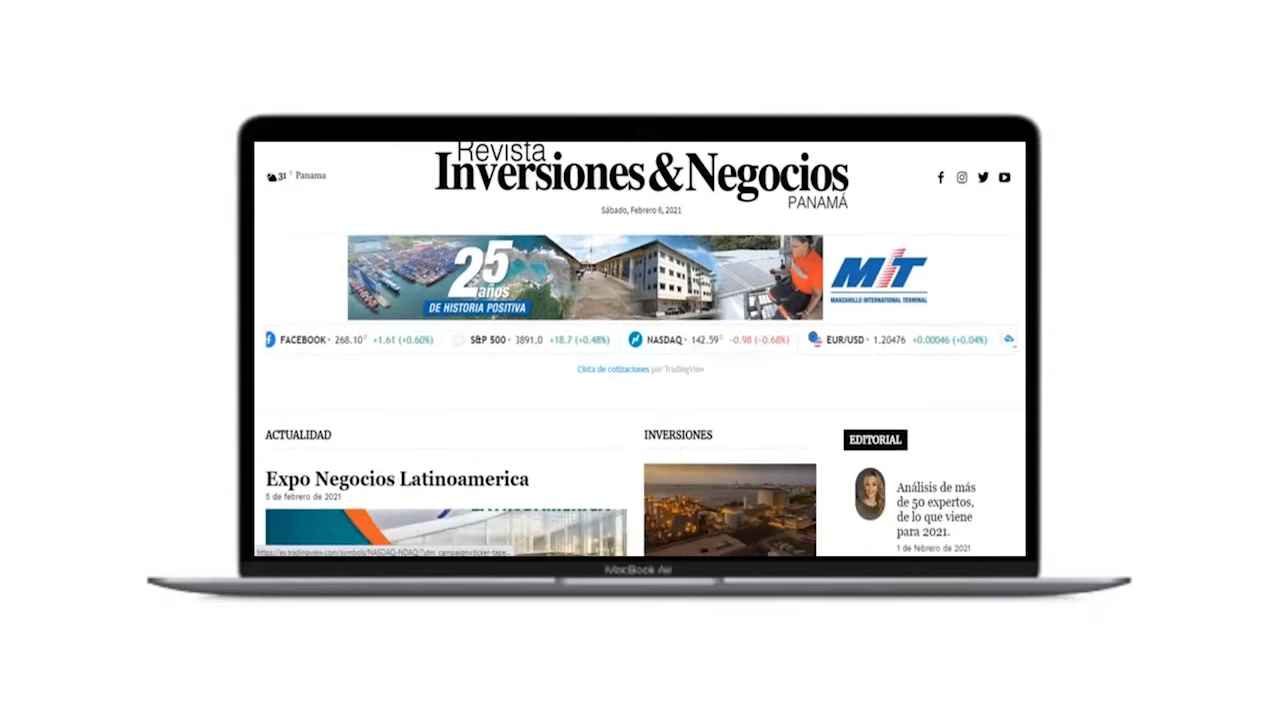 Revista
Inversiones&Negocios
PANAMÁ
31 C Panama
Sábado, Febrero 6, 2021
25
años
DE HISTORIA POSITIVA
MIT
MANZANILLO INTERNATIONAL TERMINAL
FACEBOOK 268.10 +1.61 (+0.60%) S&P 500 3891.0 +18.7 (+0.48%) NASDAQ 142.59 -0.98 (-0.68%) EUR/USD 1.20476 +0.00046 (+0.04%)
Cinta de cotizaciones por TradingView
ACTUALIDAD
Expo Negocios Latinoamerica
5 de febrero de 2021
INVERSIONES
EDITORIAL
Análisis de más
de 50 expertos,
de lo que viene
para 2021.
1 de febrero de 2021
MacBook Air